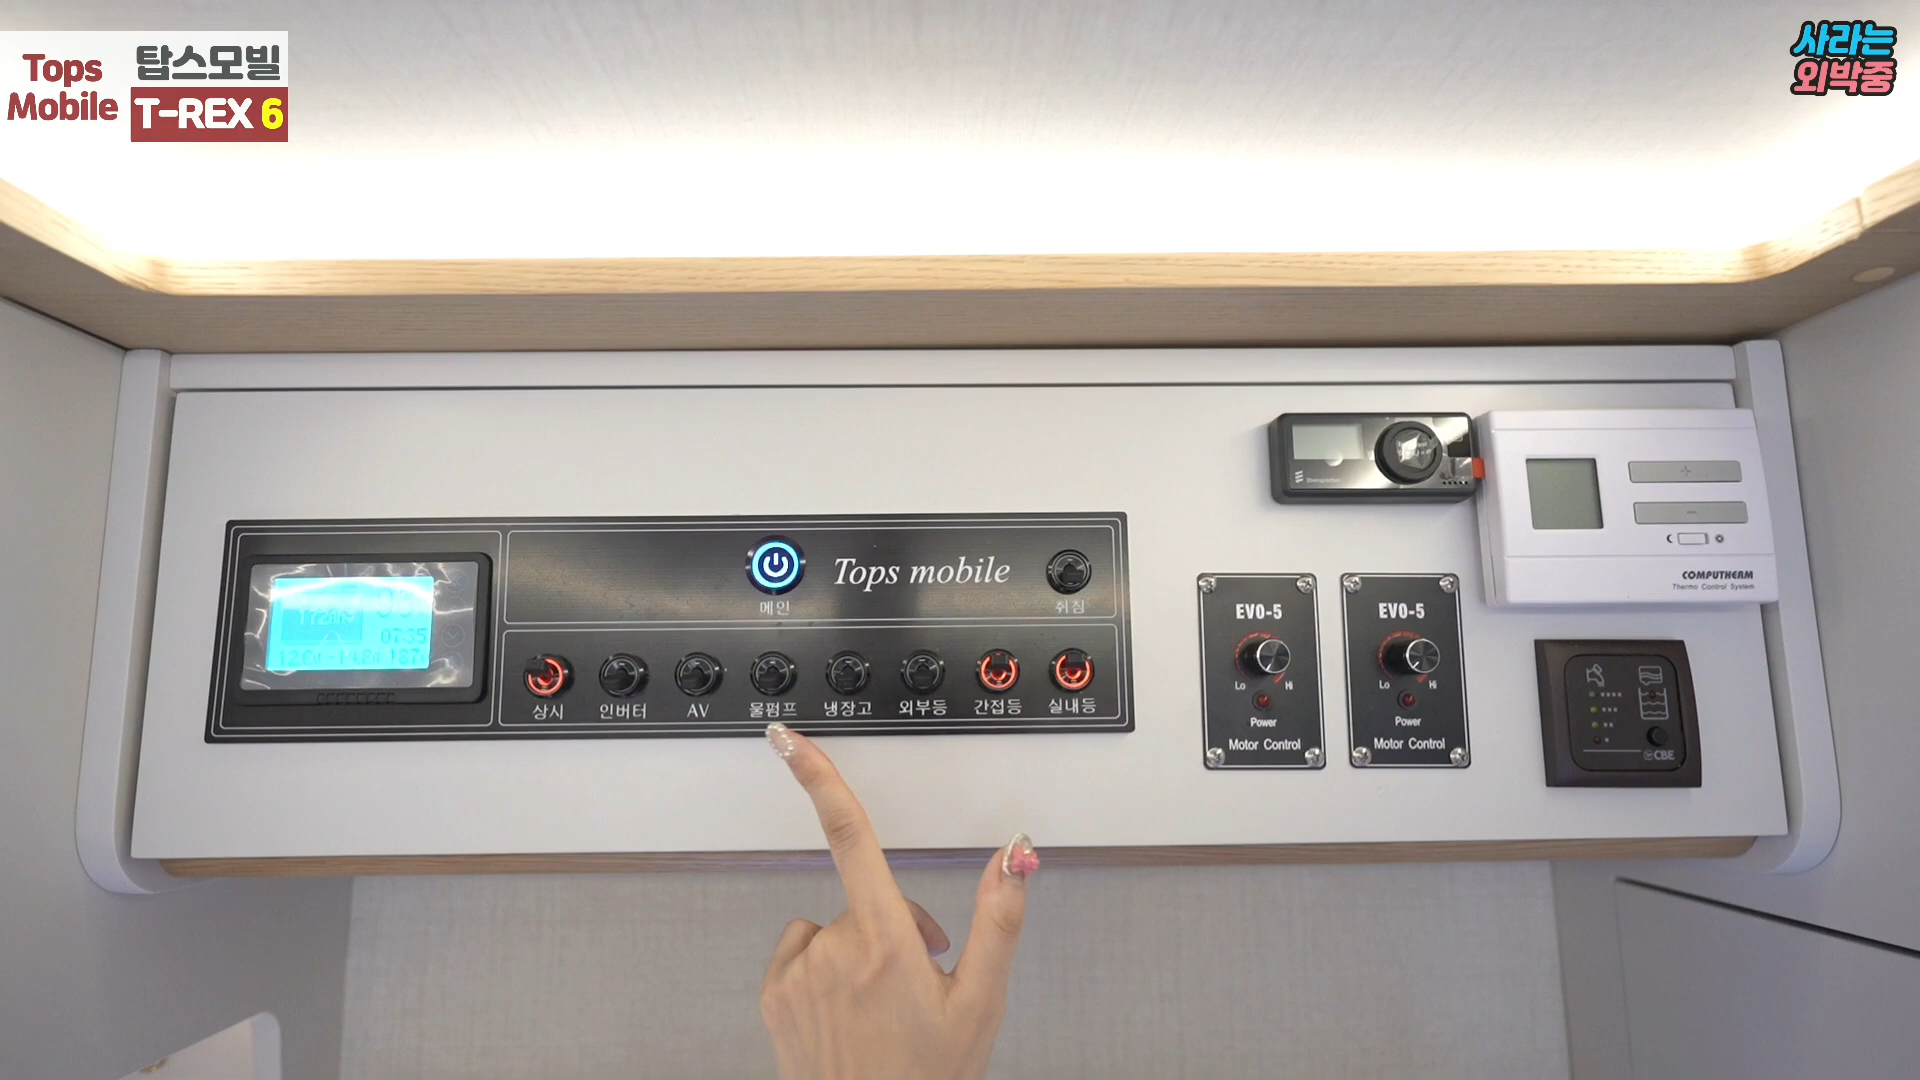 Tops
Mobile
탑스모빌
T-REX 6
사라는
외박중
메인
Tops mobile
취침
상시
인버터
AV
물펌프
냉장고
외부등
간접등
실내등
07:35
EVO-5
Lo
Hi
Power
Motor Control
EVO-5
Lo
Hi
Power
Motor Control
COMPUTHERM
Thermo Control System
CBE